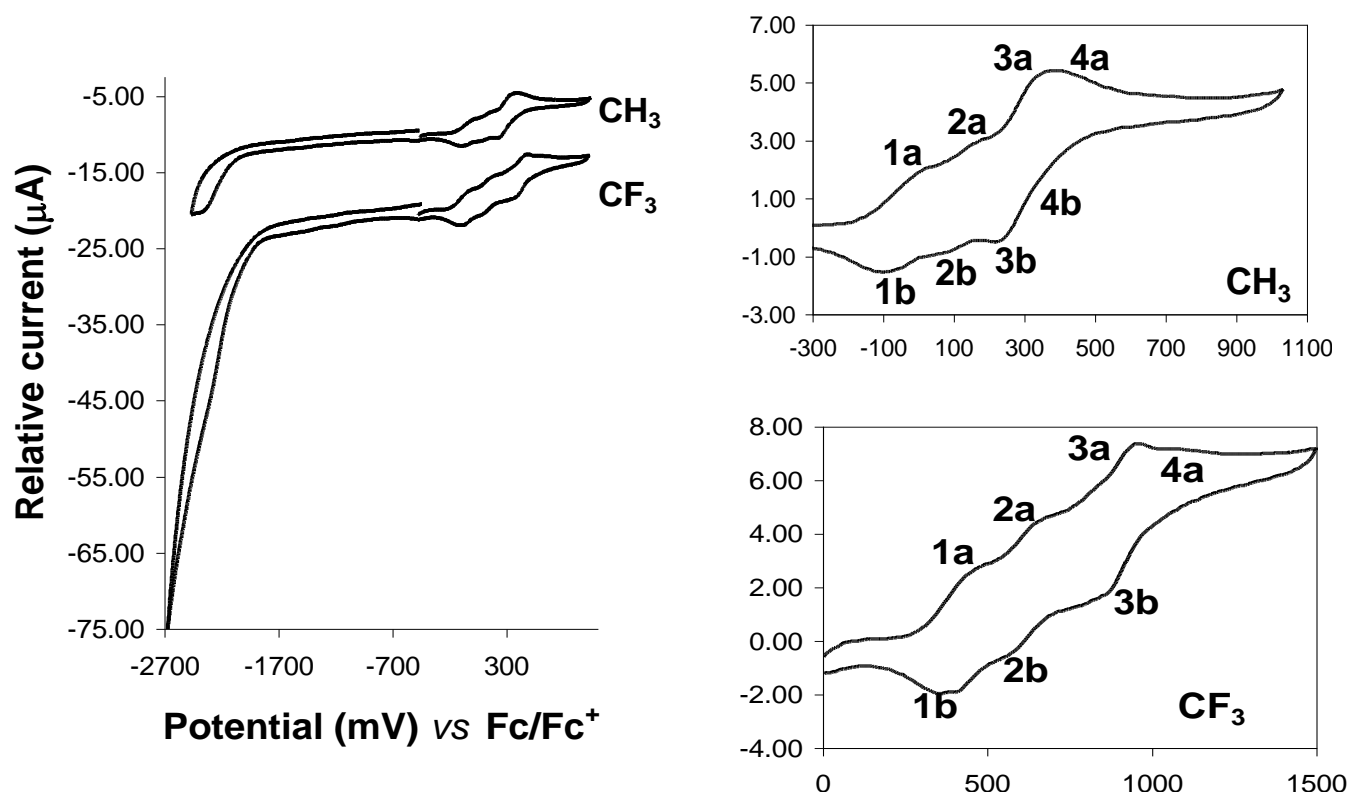 Relative current (µA)
-5.00
-15.00
-25.00
-35.00
-45.00
-55.00
-65.00
-75.00
-2700 -1700 -700 300
Potential (mV) vs Fc/Fc⁺
CH₃
CF₃
7.00
5.00
3.00
1.00
-1.00
-3.00
-300 -100 100 300 500 700 900 1100
1a
2a
3a 4a
4b
3b
2b
1b
CH₃
8.00
6.00
4.00
2.00
0.00
-2.00
-4.00
0 500 1000 1500
3a
4a
2a
1a
3b
2b
1b
CF₃